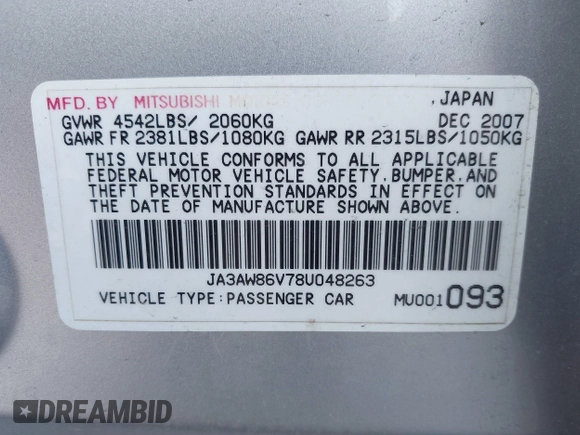 MFD. BY MITSUBISHI , JAPAN
GVWR 4542LBS/ 2060KG DEC 2007
GAWR FR 2381LBS/1080KG GAWR RR 2315LBS/1050KG
THIS VEHICLE CONFORMS TO ALL APPLICABLE
FEDERAL MOTOR VEHICLE SAFETY, BUMPER, AND
THEFT PREVENTION STANDARDS IN EFFECT ON
THE DATE OF MANUFACTURE SHOWN ABOVE.
JA3AW86V78U048263
VEHICLE TYPE:PASSENGER CAR MU001093
DREAMBID